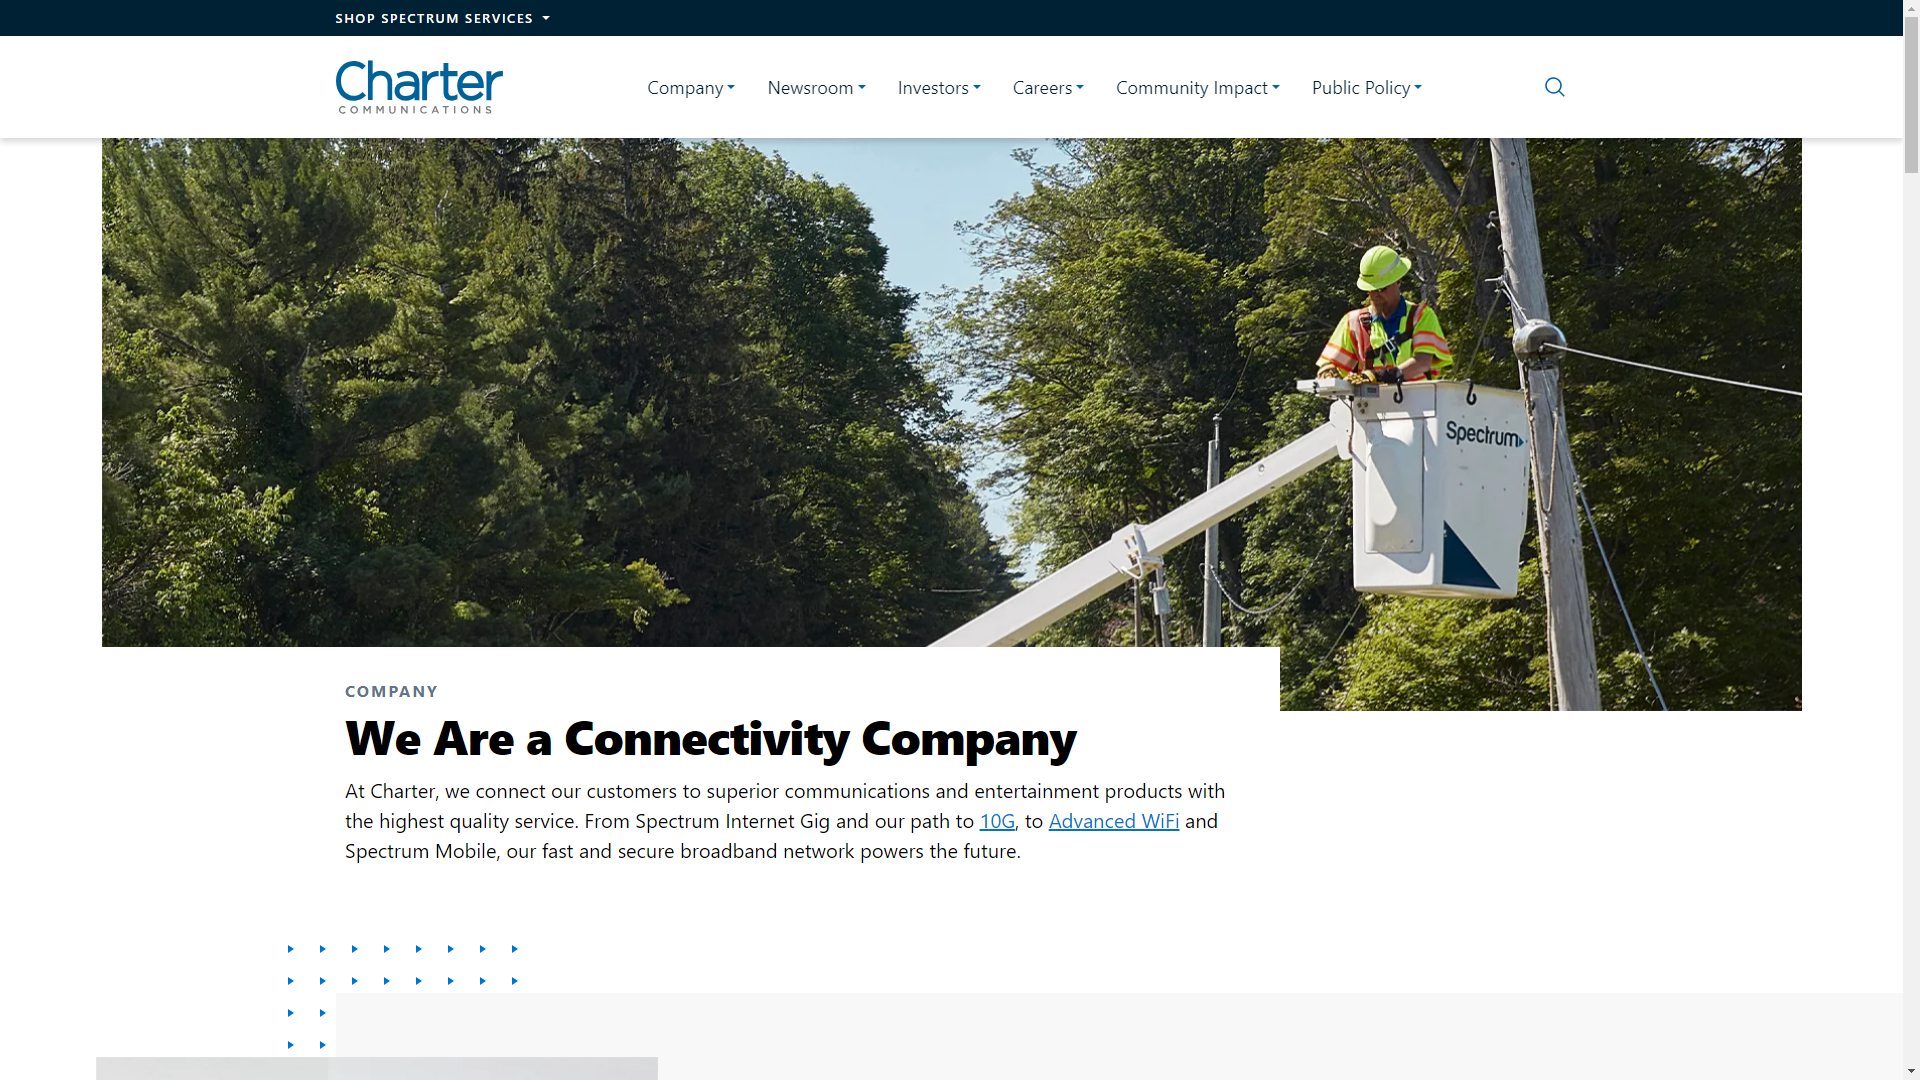 SHOP SPECTRUM SERVICES
Charter
COMMUNICATIONS
Company
Newsroom
Investors
Careers
Community Impact
Public Policy
Spectrum
COMPANY
We Are a Connectivity Company
At Charter, we connect our customers to superior communications and entertainment products with
the highest quality service. From Spectrum Internet Gig and our path to 10G, to Advanced WiFi and
Spectrum Mobile, our fast and secure broadband network powers the future.